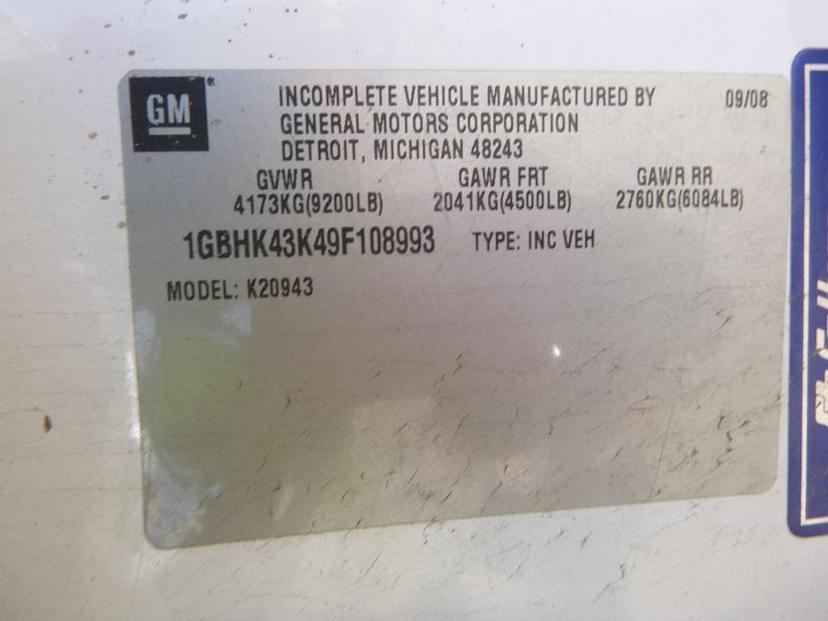 GM
INCOMPLETE VEHICLE MANUFACTURED BY 09/08
GENERAL MOTORS CORPORATION
DETROIT, MICHIGAN 48243
GVWR GAWR FRT GAWR RR
4173KG(9200LB) 2041KG(4500LB) 2760KG(6084LB)
1GBHK43K49F108993 TYPE: INC VEH
MODEL: K20943